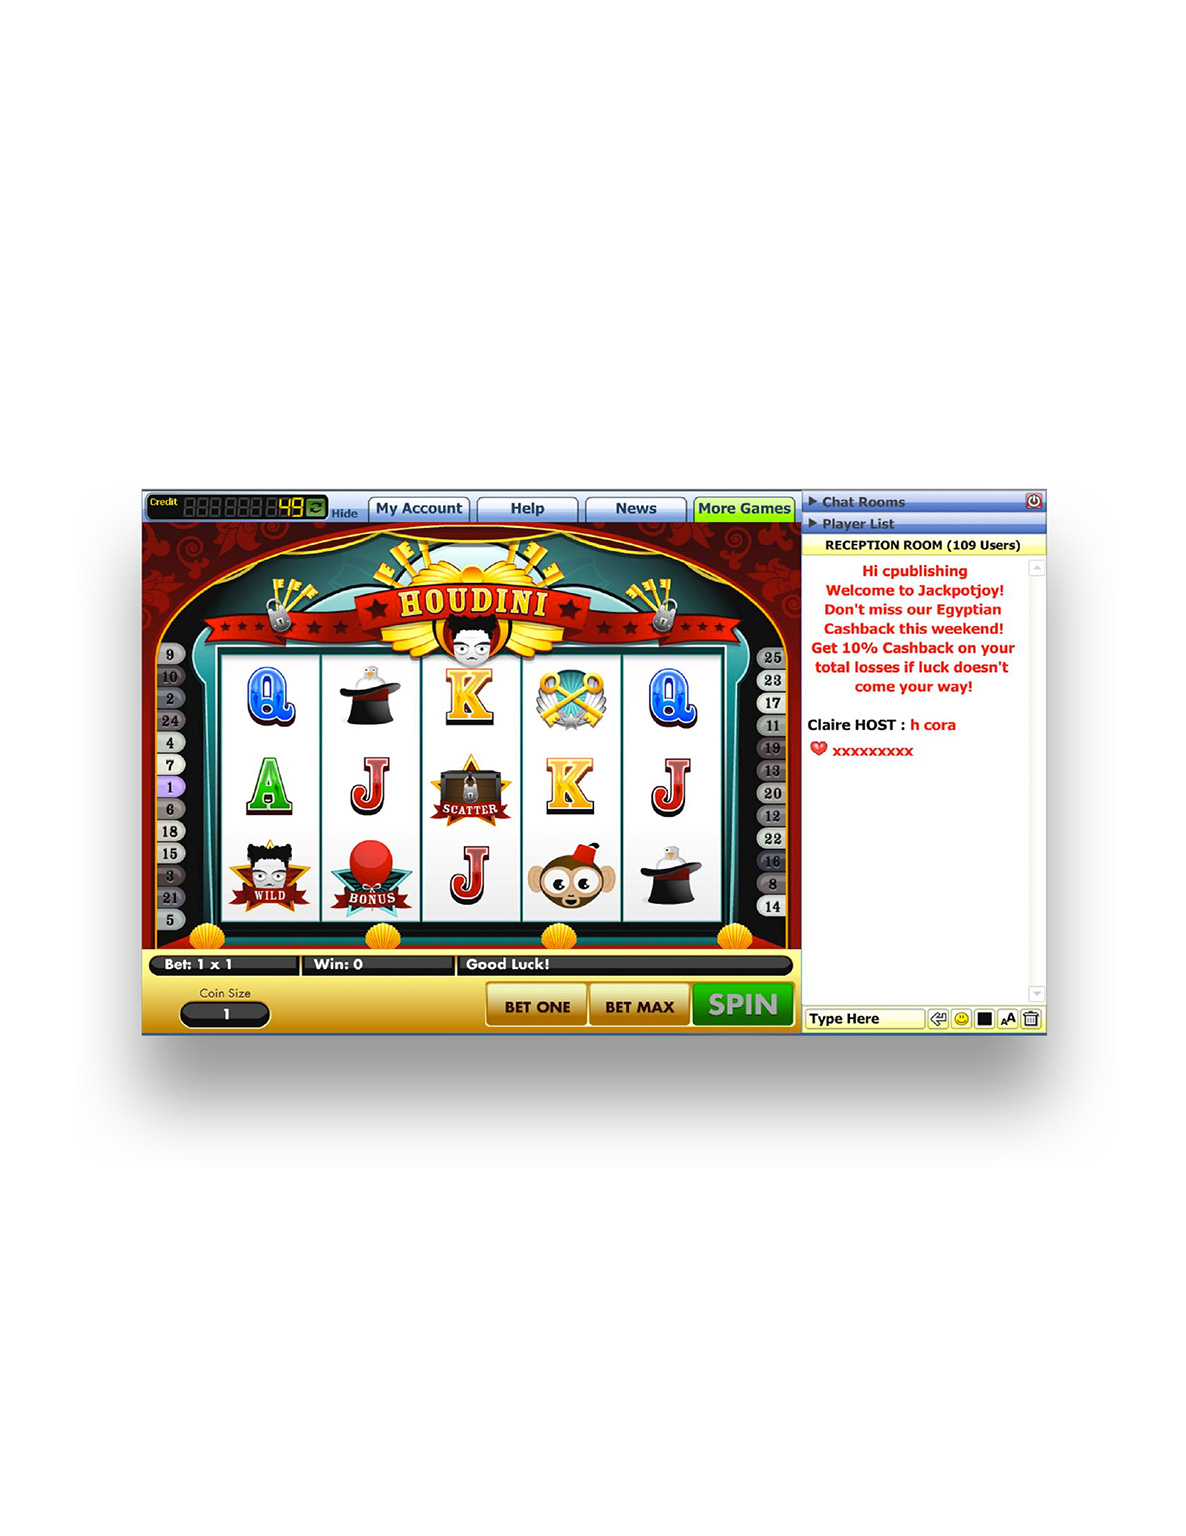 Credit 49 Hide My Account Help News More Games
HOUDINI
9
10
2
24
4
7
1
6
18
15
3
21
5
Q K Q
A J SCATTER K J
WILD BONUS J
25
23
17
11
19
13
20
12
22
16
8
14
Bet: 1 x 1 Win: 0 Good Luck!
Coin Size
1
BET ONE BET MAX SPIN
Chat Rooms
Player List
RECEPTION ROOM (109 Users)
Hi cpublishing
Welcome to Jackpotjoy!
Don't miss our Egyptian
Cashback this weekend!
Get 10% Cashback on your
total losses if luck doesn't
come your way!
Claire HOST : h cora
xxxxxxxxx
Type Here AA